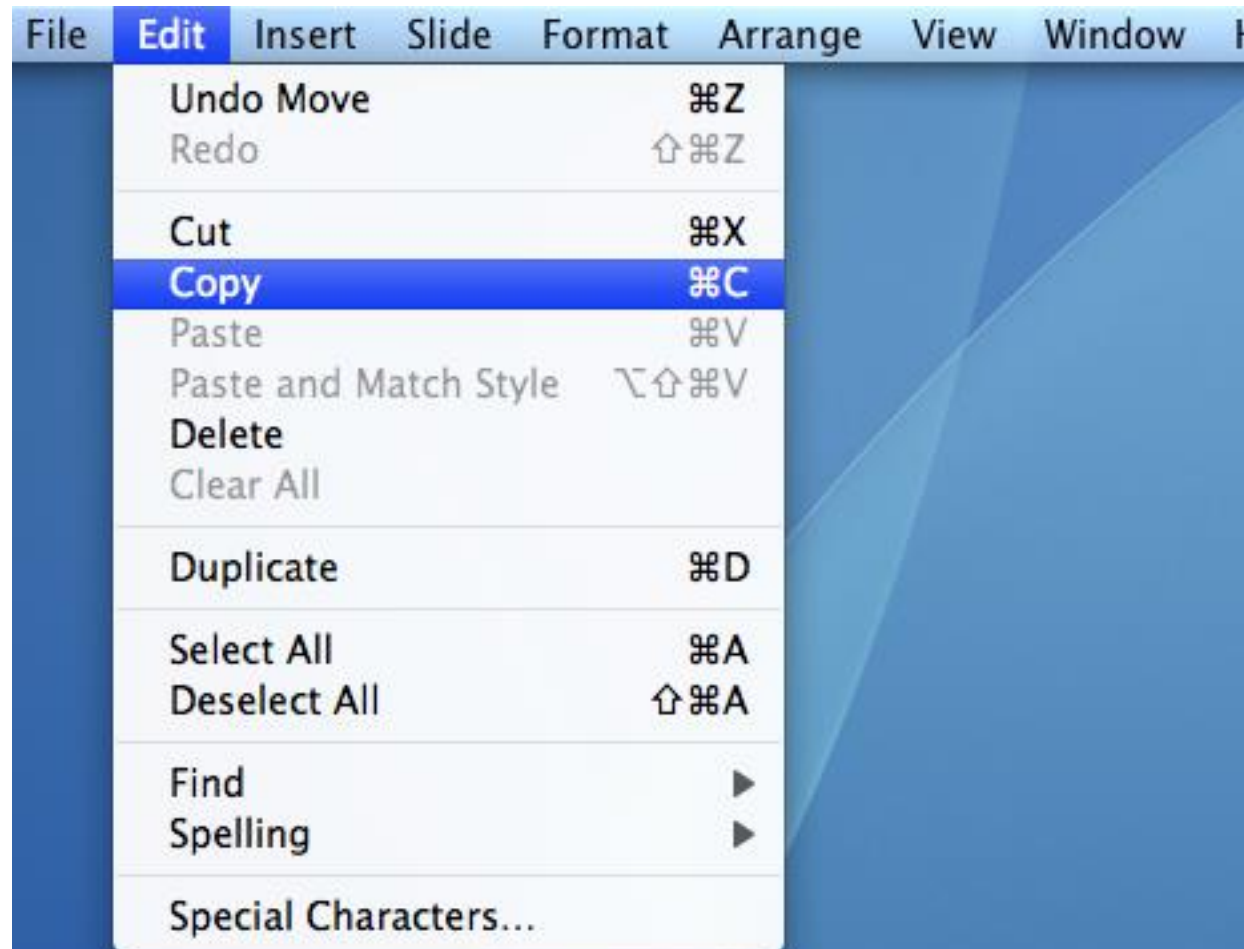 File Edit Insert Slide Format Arrange View Window
Undo Move ⌘Z
Redo ⇧⌘Z
Cut ⌘X
Copy ⌘C
Paste ⌘V
Paste and Match Style ⌥⇧⌘V
Delete
Clear All
Duplicate ⌘D
Select All ⌘A
Deselect All ⇧⌘A
Find ▶
Spelling ▶
Special Characters...